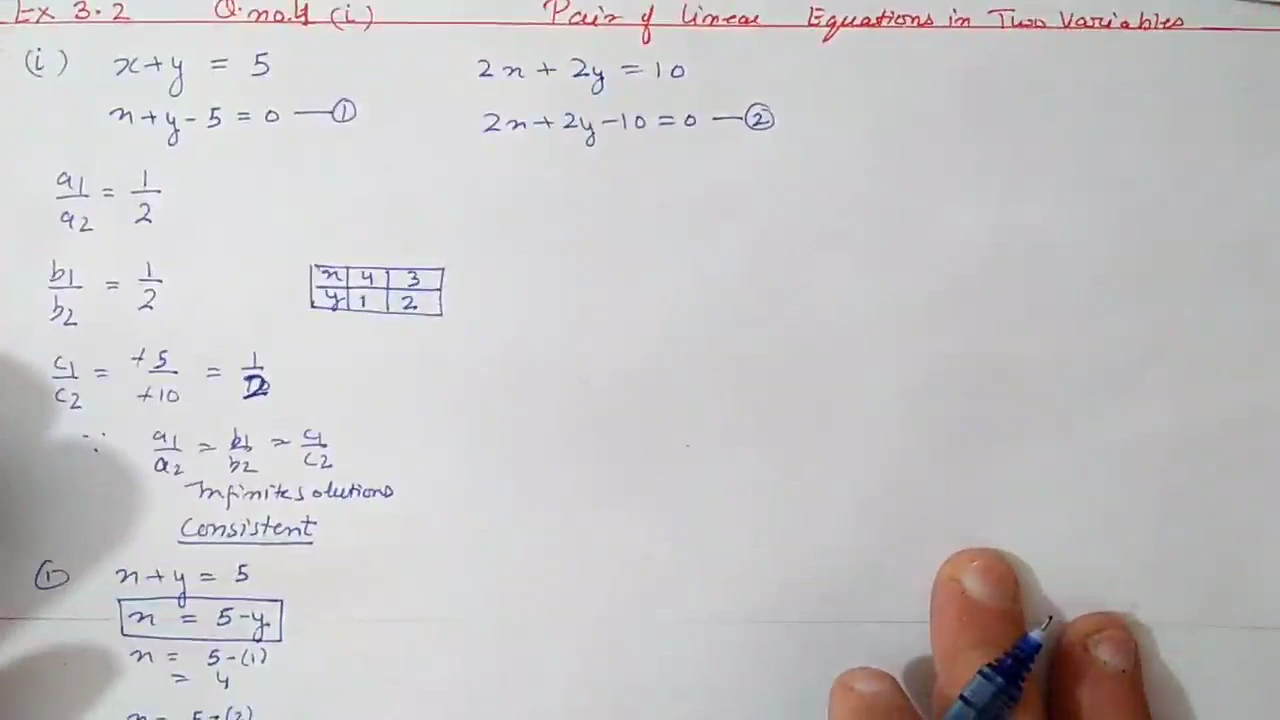 Ex 3.2 Q.no.4 (i) Pair of linear Equations in Two Variables
(i) x+y = 5 2x + 2y = 10
x+y-5=0 —① 2x+2y-10=0 —②
a1/a2 = 1/2
b1/b2 = 1/2
x 4 3
y 1 2
c1/c2 = +5/+10 = 1/2
∵ a1/a2 = b1/b2 = c1/c2
Infinite solutions
Consistent
① x+y = 5
x = 5-y
x = 5-(1)
= 4
x = 5-(2)